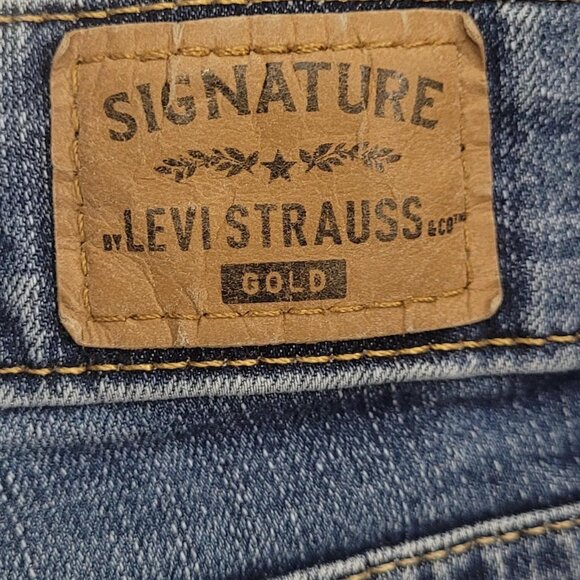 SIGNATURE
BY LEVI STRAUSS & CO™
GOLD